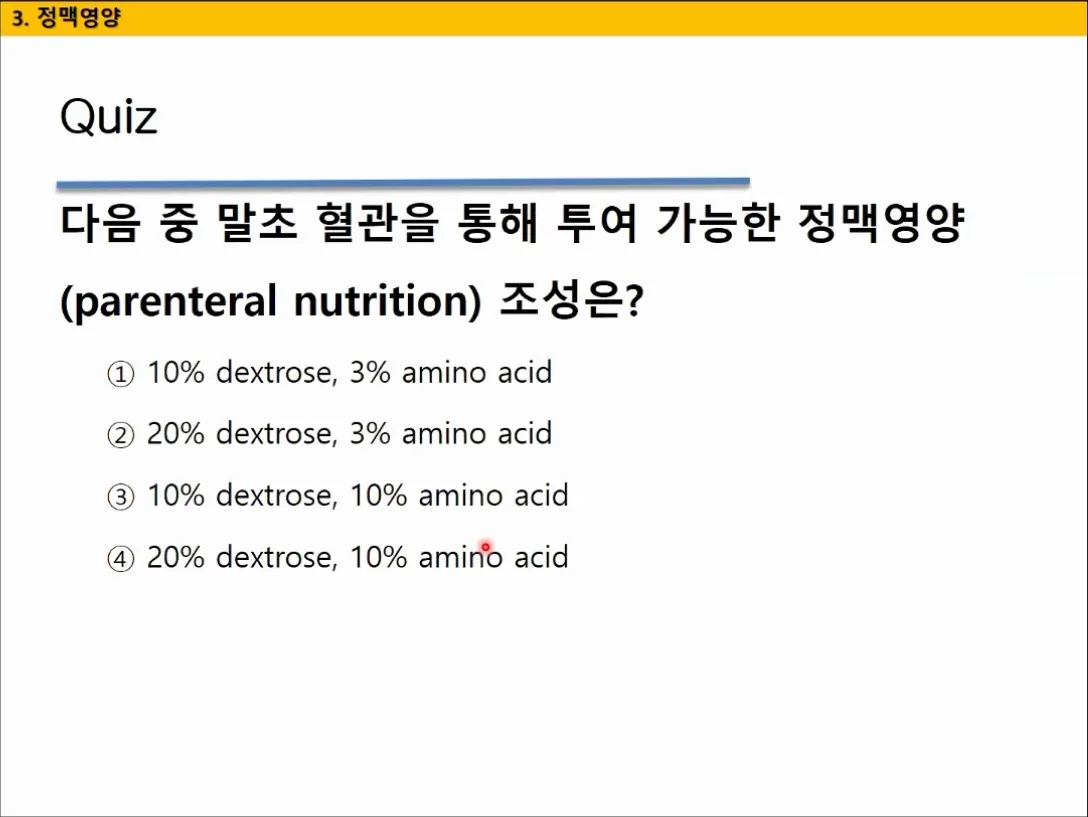 3. 정맥영양
Quiz
다음 중 말초 혈관을 통해 투여 가능한 정맥영양
(parenteral nutrition) 조성은?
① 10% dextrose, 3% amino acid
② 20% dextrose, 3% amino acid
③ 10% dextrose, 10% amino acid
④ 20% dextrose, 10% amino acid